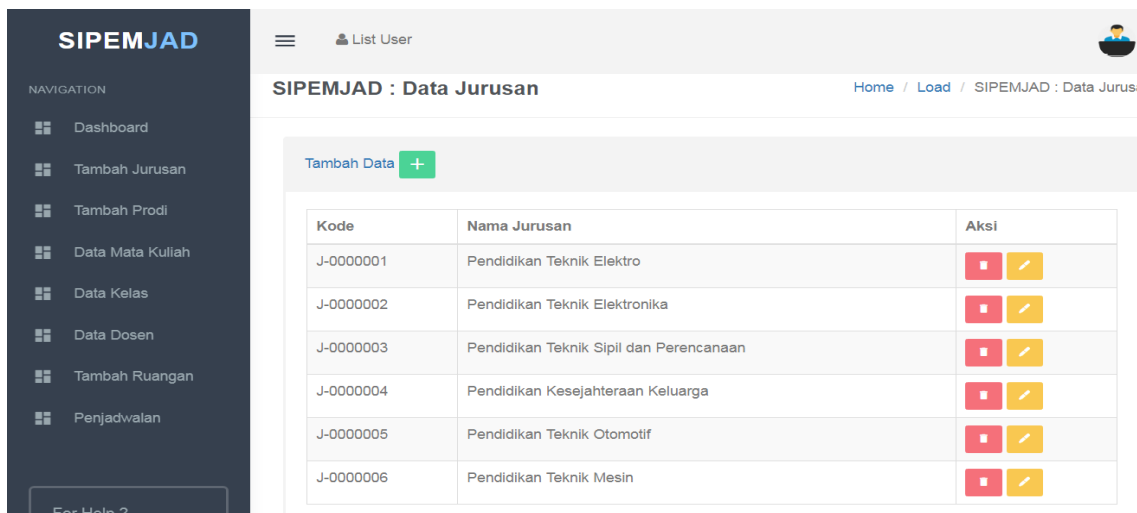 SIPEMJAD
List User
NAVIGATION
Dashboard
Tambah Jurusan
Tambah Prodi
Data Mata Kuliah
Data Kelas
Data Dosen
Tambah Ruangan
Penjadwalan
For Help ?
SIPEMJAD : Data Jurusan
Home / Load / SIPEMJAD : Data Jurus
Tambah Data
Kode Nama Jurusan Aksi
J-0000001 Pendidikan Teknik Elektro
J-0000002 Pendidikan Teknik Elektronika
J-0000003 Pendidikan Teknik Sipil dan Perencanaan
J-0000004 Pendidikan Kesejahteraan Keluarga
J-0000005 Pendidikan Teknik Otomotif
J-0000006 Pendidikan Teknik Mesin